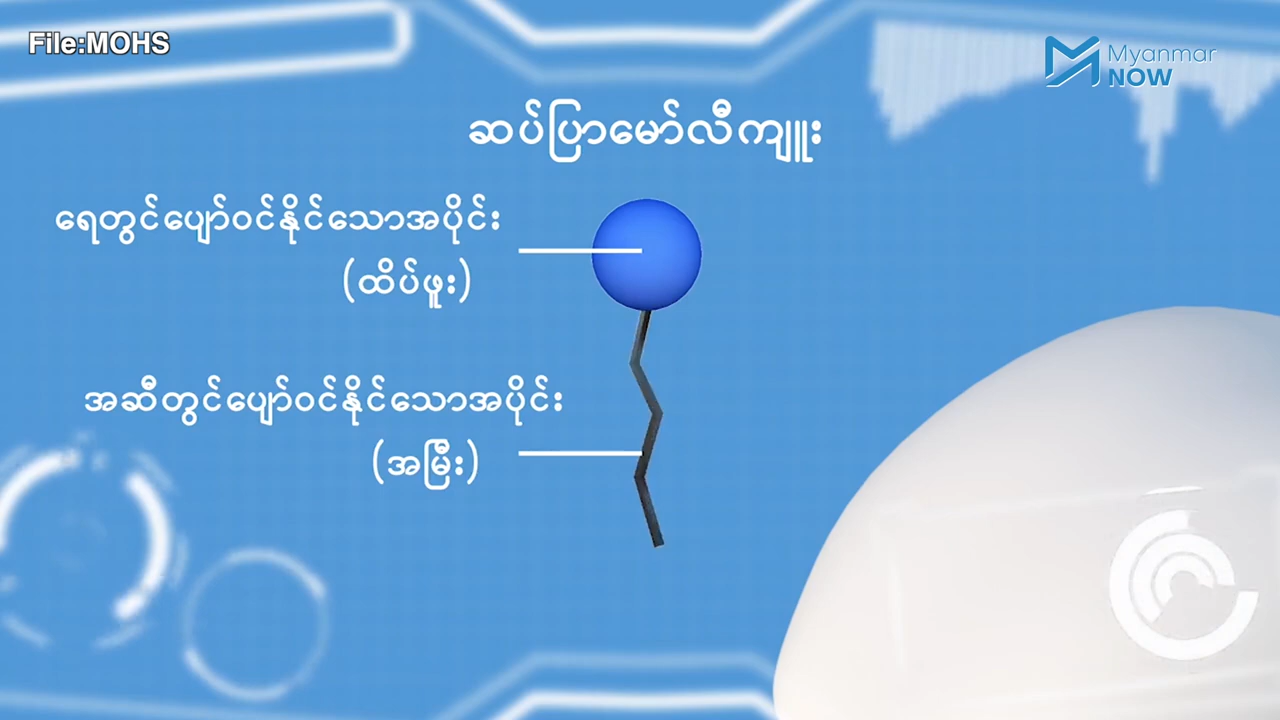 File:MOHS
Myanmar
NOW
ဆပ်ပြာမော်လီကျူး
ရေတွင်ပျော်ဝင်နိုင်သောအပိုင်း
(ထိပ်ဖူး)
အဆီတွင်ပျော်ဝင်နိုင်သောအပိုင်း
(အမြီး)